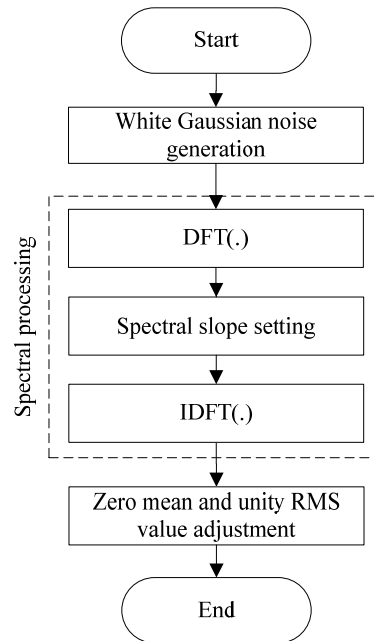 Start
White Gaussian noise
generation
Spectral processing
DFT(.)
Spectral slope setting
IDFT(.)
Zero mean and unity RMS
value adjustment
End